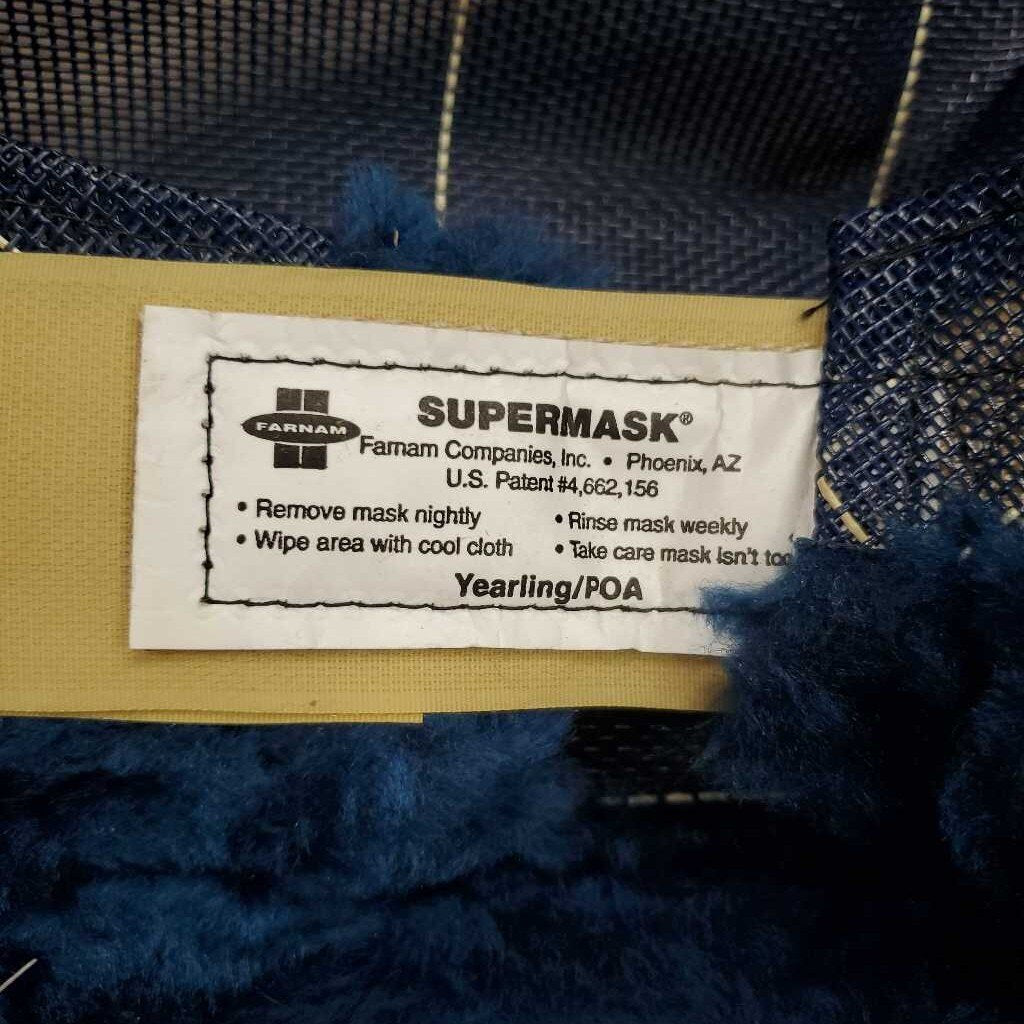 FARNAM
SUPERMASK®
Farnam Companies, Inc. • Phoenix, AZ
U.S. Patent #4,662,156
• Remove mask nightly • Rinse mask weekly
• Wipe area with cool cloth • Take care mask isn't
Yearling/POA